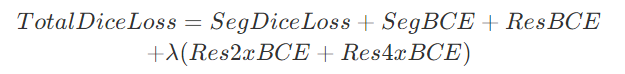 TotalDiceLoss = SegDiceLoss + SegBCE + ResBCE
+λ(Res2xBCE + Res4xBCE)